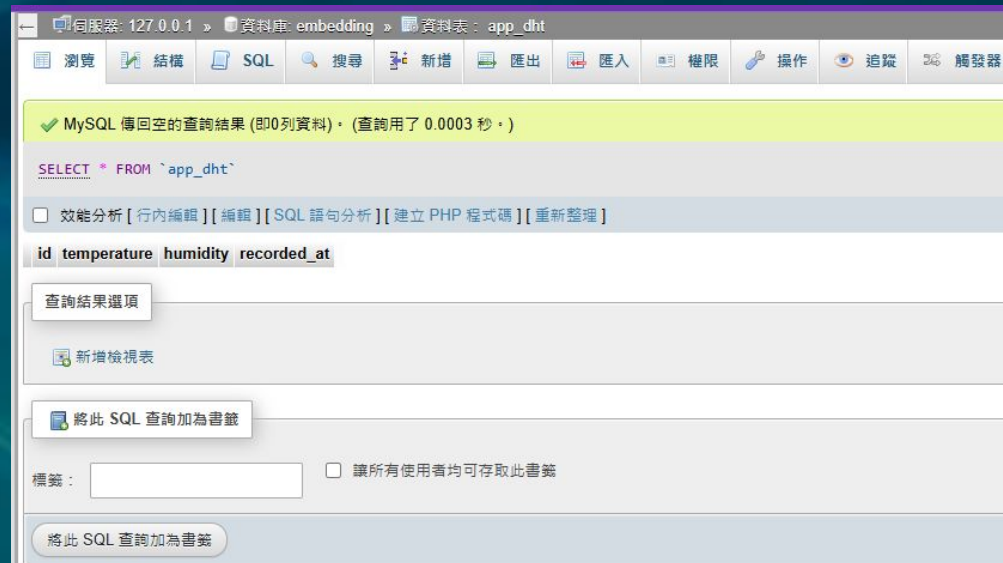 ← 伺服器: 127.0.0.1 » 資料庫: embedding » 資料表: app_dht
瀏覽 結構 SQL 搜尋 新增 匯出 匯入 權限 操作 追蹤 觸發器
MySQL 傳回空的查詢結果 (即0列資料)。 (查詢用了 0.0003 秒。)
SELECT * FROM `app_dht`
效能分析 [ 行內編輯 ] [ 編輯 ] [ SQL 語句分析 ] [ 建立 PHP 程式碼 ] [ 重新整理 ]
id temperature humidity recorded_at
查詢結果選項
新增檢視表
將此 SQL 查詢加為書籤
標籤: 讓所有使用者均可存取此書籤
將此 SQL 查詢加為書籤